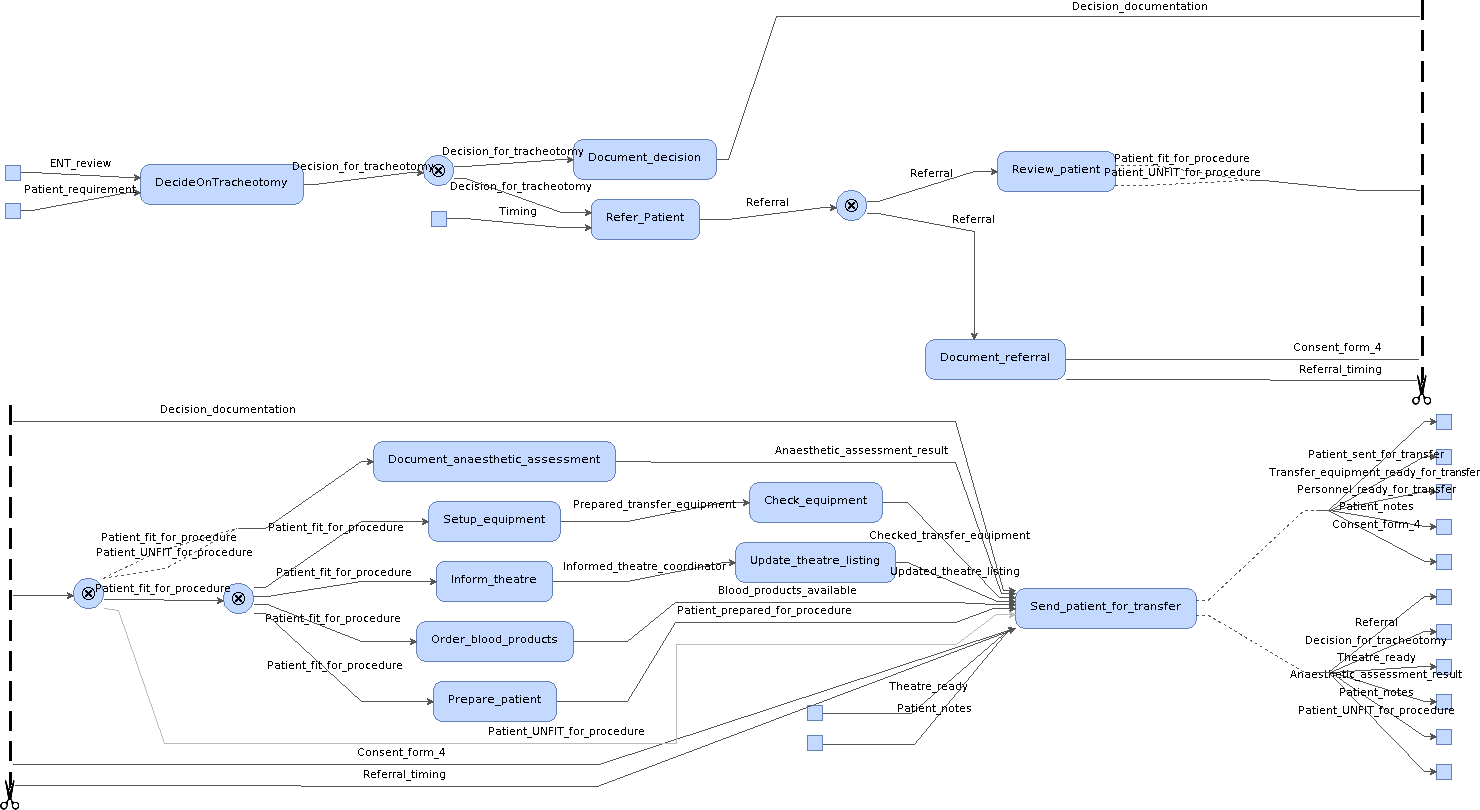 Decision_documentation
ENT_review
Patient_requirement
DecideOnTracheotomy
Decision_for_tracheotomy
Decision_for_tracheotomy
Decision_for_tracheotomy
Document_decision
Timing
Refer_Patient
Referral
Referral
Referral
Review_patient
Patient_fit_for_procedure
Patient_UNFIT_for_procedure
Document_referral
Consent_form_4
Referral_timing
Decision_documentation
Document_anaesthetic_assessment
Anaesthetic_assessment_result
Patient_fit_for_procedure
Patient_UNFIT_for_procedure
Patient_fit_for_procedure
Patient_fit_for_procedure
Setup_equipment
Prepared_transfer_equipment
Check_equipment
Checked_transfer_equipment
Patient_fit_for_procedure
Inform_theatre
Informed_theatre_coordinator
Update_theatre_listing
Updated_theatre_listing
Patient_fit_for_procedure
Order_blood_products
Blood_products_available
Patient_prepared_for_procedure
Patient_fit_for_procedure
Prepare_patient
Patient_UNFIT_for_procedure
Consent_form_4
Referral_timing
Theatre_ready
Patient_notes
Send_patient_for_transfer
Patient_sent_for_transfer
Transfer_equipment_ready_for_transfer
Personnel_ready_for_transfer
Patient_notes
Consent_form_4
Referral
Decision_for_tracheotomy
Theatre_ready
Anaesthetic_assessment_result
Patient_notes
Patient_UNFIT_for_procedure